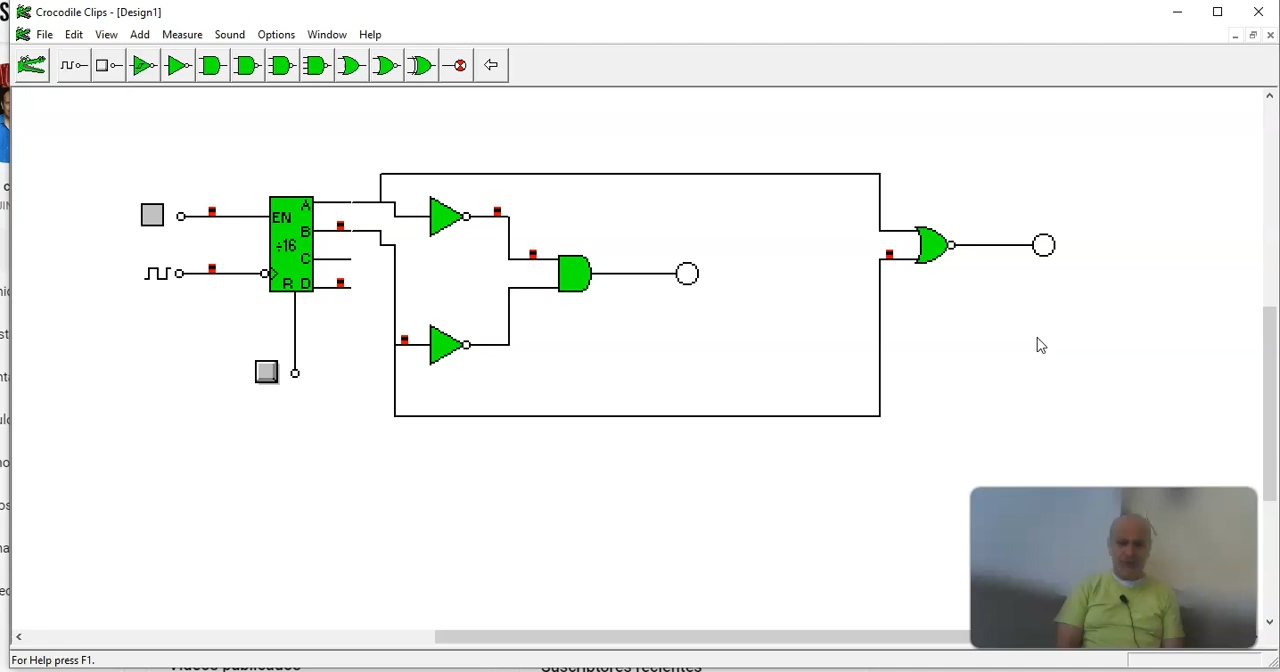 Crocodile Clips - [Design1]
File Edit View Add Measure Sound Options Window Help
A
EN
B
÷16
C
R D
For Help press F1.
Videos publicados
Suscriptores recientes